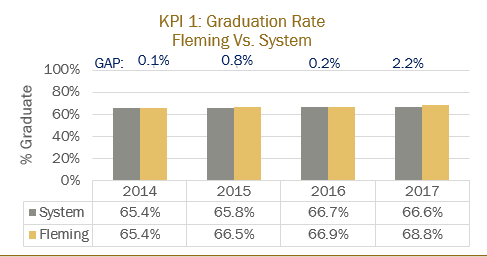 KPI 1: Graduation Rate
Fleming Vs. System
GAP: 0.1% 0.8% 0.2% 2.2%
100%
80%
60%
40%
20%
0%
% Graduate
2014 2015 2016 2017
System 65.4% 65.8% 66.7% 66.6%
Fleming 65.4% 66.5% 66.9% 68.8%